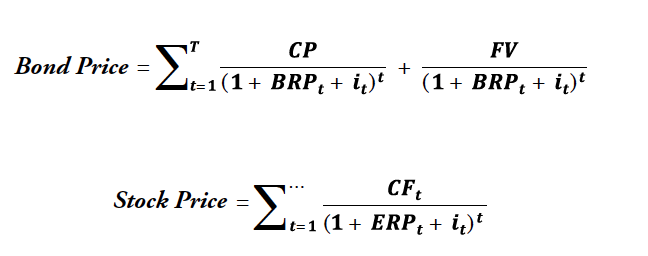 Bond Price = ∑_{t=1}^{T} CP / (1 + BRP_t + i_t)^t + FV / (1 + BRP_t + i_t)^t
Stock Price = ∑_{t=1}^{...} CF_t / (1 + ERP_t + i_t)^t